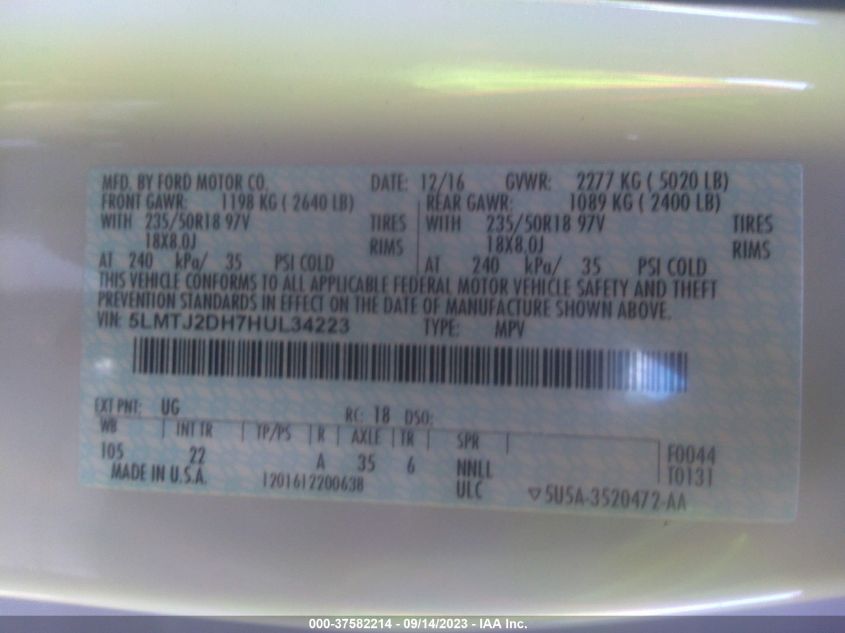 MFD. BY FORD MOTOR CO. DATE: 12/16 GVWR: 2277 KG ( 5020 LB)
FRONT GAWR: 1198 KG ( 2640 LB) REAR GAWR: 1089 KG ( 2400 LB)
WITH 235/50R18 97V TIRES WITH 235/50R18 97V TIRES
18X8.0J RIMS 18X8.0J RIMS
AT 240 kPa/ 35 PSI COLD AT 240 kPa/ 35 PSI COLD
THIS VEHICLE CONFORMS TO ALL APPLICABLE FEDERAL MOTOR VEHICLE SAFETY AND THEFT
PREVENTION STANDARDS IN EFFECT ON THE DATE OF MANUFACTURE SHOWN ABOVE.
VIN: 5LMTJ2DH7HUL34223 TYPE: MPV
EXT PNT: UG RC: 18 DSO:
WB INT TR TP/PS R AXLE TR SPR
105 22 A 35 6 NNLL F0044
MADE IN U.S.A. 1201612200638 ULC T0131
▽5U5A-3520472-AA
000-37582214 - 09/14/2023 - IAA Inc.